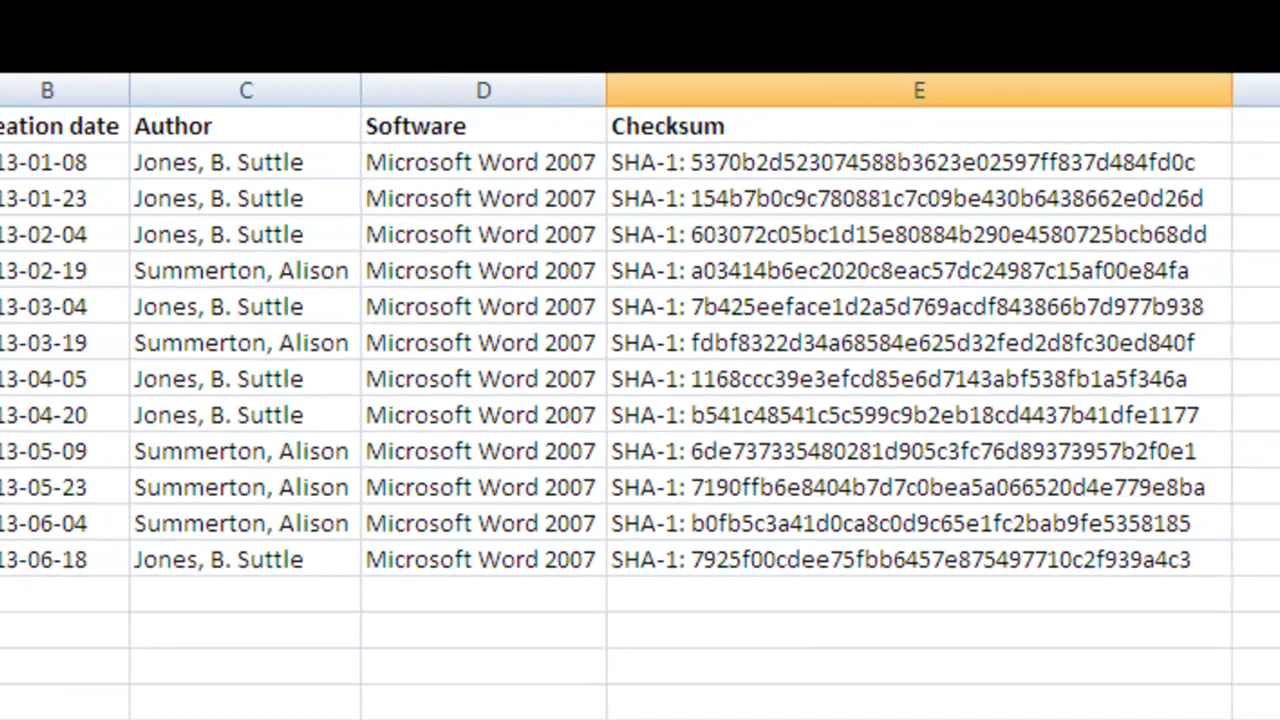 B C D E
eation date Author Software Checksum
13-01-08 Jones, B. Suttle Microsoft Word 2007 SHA-1: 5370b2d523074588b3623e02597ff837d484fd0c
13-01-23 Jones, B. Suttle Microsoft Word 2007 SHA-1: 154b7b0c9c780881c7c09be430b6438662e0d26d
13-02-04 Jones, B. Suttle Microsoft Word 2007 SHA-1: 603072c05bc1d15e80884b290e4580725bcb68dd
13-02-19 Summerton, Alison Microsoft Word 2007 SHA-1: a03414b6ec2020c8eac57dc24987c15af00e84fa
13-03-04 Jones, B. Suttle Microsoft Word 2007 SHA-1: 7b425eeface1d2a5d769acdf843866b7d977b938
13-03-19 Summerton, Alison Microsoft Word 2007 SHA-1: fdbf8322d34a68584e625d32fed2d8fc30ed840f
13-04-05 Jones, B. Suttle Microsoft Word 2007 SHA-1: 1168ccc39e3efcd85e6d7143abf538fb1a5f346a
13-04-20 Jones, B. Suttle Microsoft Word 2007 SHA-1: b541c48541c5c599c9b2eb18cd4437b41dfe1177
13-05-09 Summerton, Alison Microsoft Word 2007 SHA-1: 6de737335480281d905c3fc76d89373957b2f0e1
13-05-23 Summerton, Alison Microsoft Word 2007 SHA-1: 7190ffb6e8404b7d7c0bea5a066520d4e779e8ba
13-06-04 Summerton, Alison Microsoft Word 2007 SHA-1: b0fb5c3a41d0ca8c0d9c65e1fc2bab9fe5358185
13-06-18 Jones, B. Suttle Microsoft Word 2007 SHA-1: 7925f00cdee75fbb6457e875497710c2f939a4c3